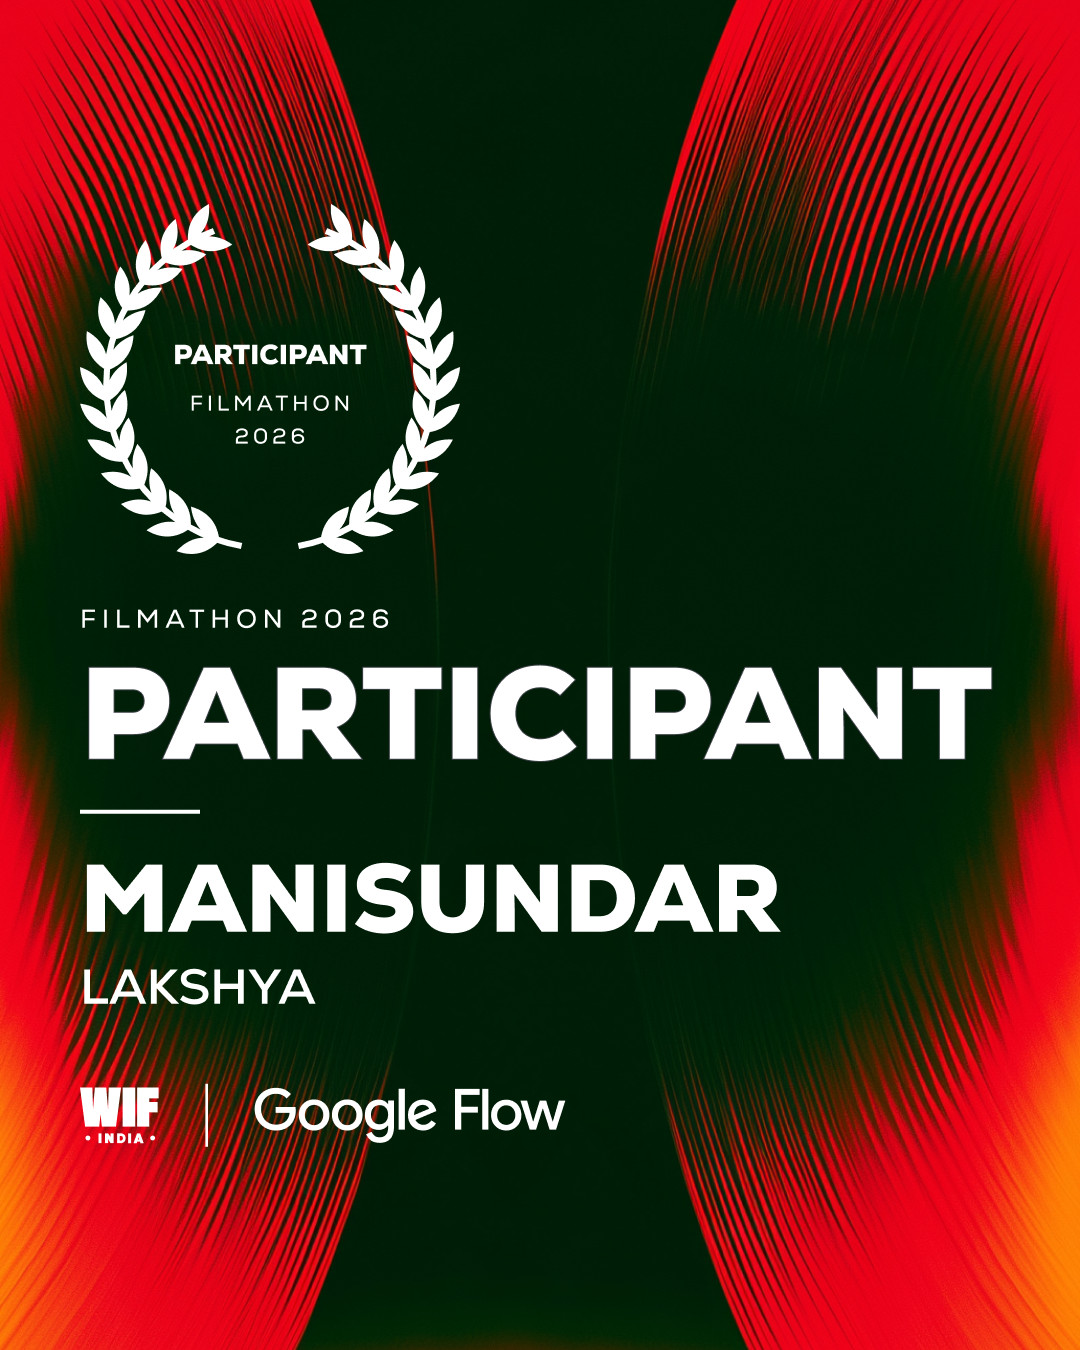 PARTICIPANT
FILMATHON
2026
FILMATHON 2026
PARTICIPANT
MANISUNDAR
LAKSHYA
WIF
• INDIA •
Google Flow